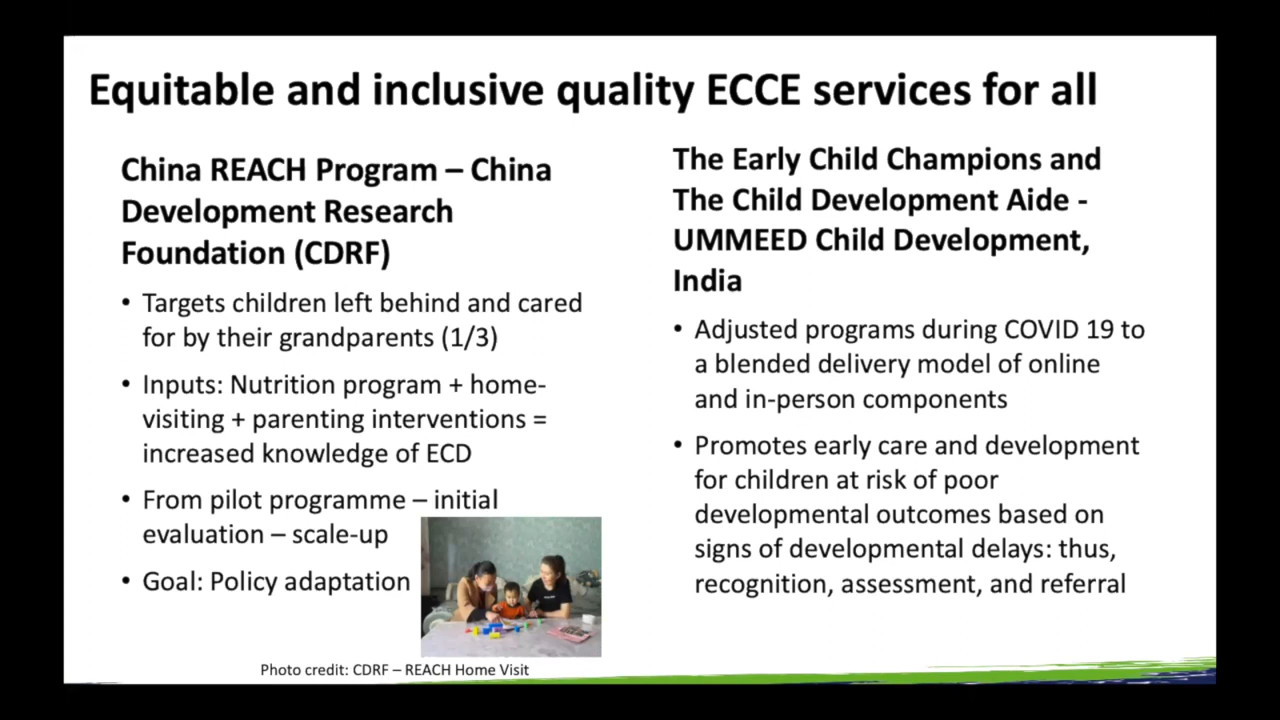 Equitable and inclusive quality ECCE services for all
China REACH Program – China
Development Research
Foundation (CDRF)
• Targets children left behind and cared
for by their grandparents (1/3)
• Inputs: Nutrition program + home-
visiting + parenting interventions =
increased knowledge of ECD
• From pilot programme – initial
evaluation – scale-up
• Goal: Policy adaptation
Photo credit: CDRF – REACH Home Visit
The Early Child Champions and
The Child Development Aide -
UMMEED Child Development,
India
• Adjusted programs during COVID 19 to
a blended delivery model of online
and in-person components
• Promotes early care and development
for children at risk of poor
developmental outcomes based on
signs of developmental delays: thus,
recognition, assessment, and referral